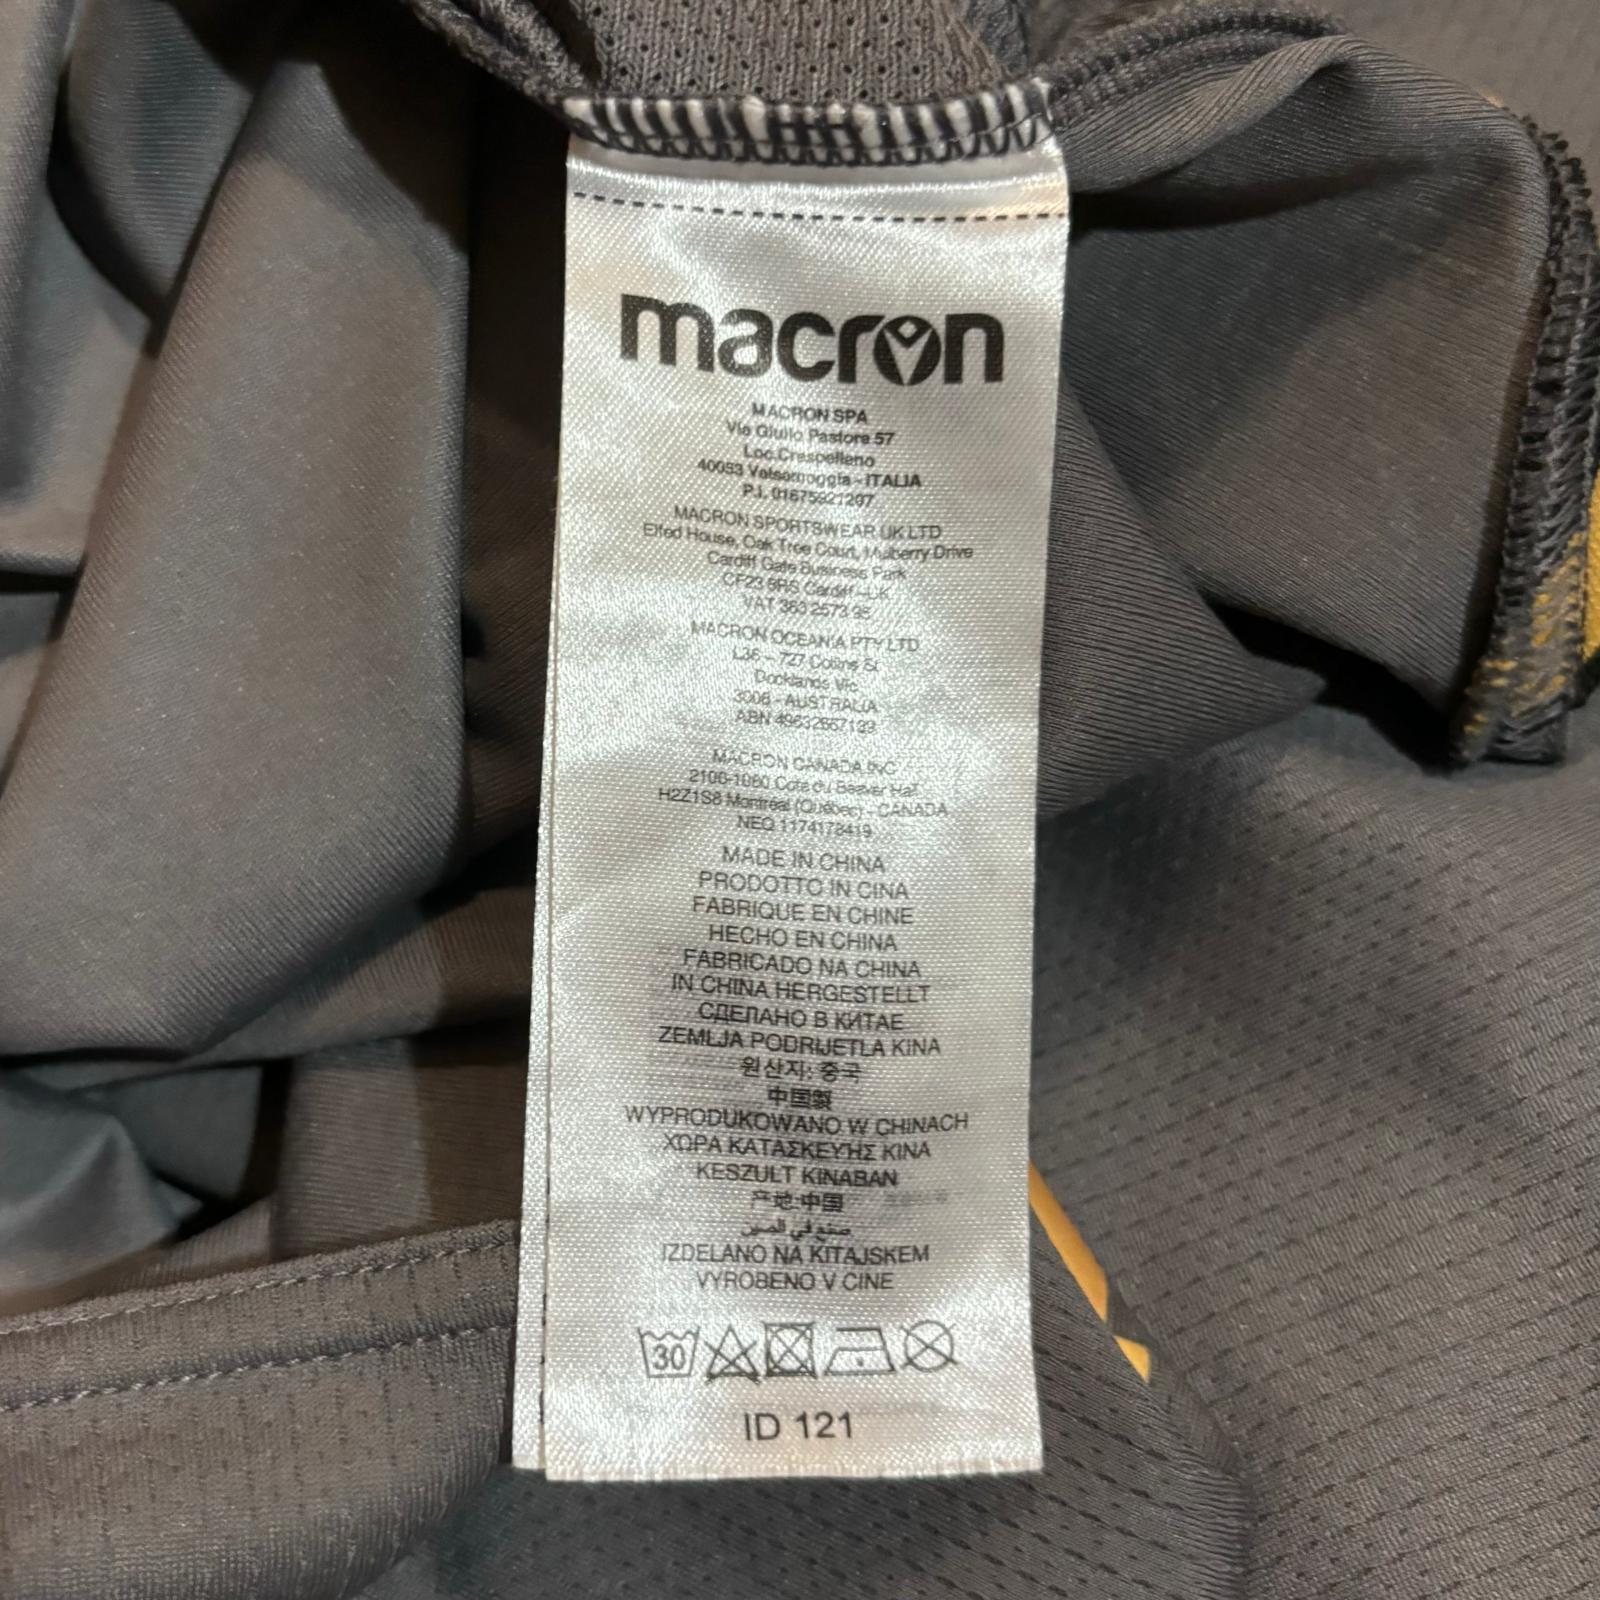 macron
MACRON SPA
Via Giulio Pastore 57
Loc.Crespellano
40053 Valsamoggia - ITALIA
P.I. 01675921207
MACRON SPORTSWEAR UK LTD
Elfed House, Oak Tree Court, Mulberry Drive
Cardiff Gate Business Park
CF23 8RS Cardiff - UK
VAT 363 2573 36
MACRON OCEANIA PTY LTD
L36 - 727 Collins St
Docklands Vic
3008 - AUSTRALIA
ABN
MACRON CANADA INC
2100-1080 Cote du Beaver Hall
H2Z1S8 Montréal (Québec) - CANADA
NEQ 1174178419
MADE IN CHINA
PRODOTTO IN CINA
FABRIQUE EN CHINE
HECHO EN CHINA
FABRICADO NA CHINA
IN CHINA HERGESTELLT
СДЕЛАНО В КИТАЕ
ZEMLJA PODRIJETLA KINA
원산지: 중국
中国製
WYPRODUKOWANO W CHINACH
ΧΩΡΑ ΚΑΤΑΣΚΕΥΗΣ ΚΙΝΑ
KESZULT KINABAN
产地:中国
صنع في الصين
IZDELANO NA KITAJSKEM
VYROBENO V CINE
30
ID 121